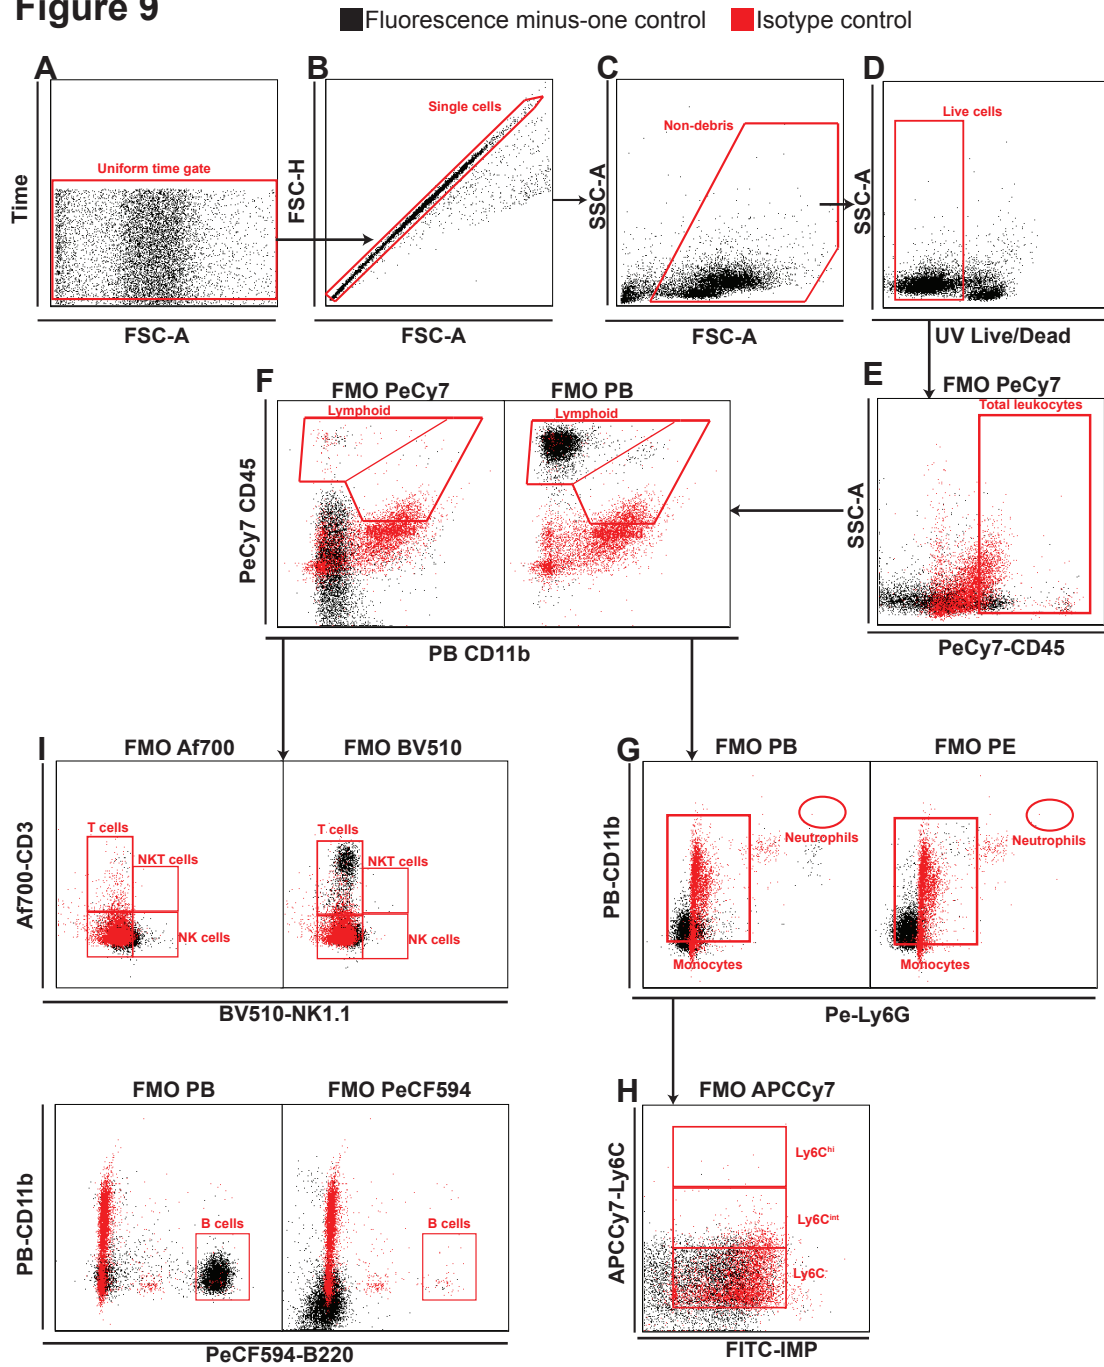 Figure 9
Fluorescence minus-one control
Isotype control
A
Time
Uniform time gate
FSC-A
B
FSC-H
Single cells
FSC-A
C
SSC-A
Non-debris
FSC-A
D
SSC-A
Live cells
UV Live/Dead
E
FMO PeCy7
Total leukocytes
SSC-A
PeCy7-CD45
F
FMO PeCy7
FMO PB
Lymphoid
Lymphoid
PeCy7 CD45
PB CD11b
I
FMO Af700
FMO BV510
T cells
NKT cells
NK cells
T cells
NKT cells
NK cells
Af700-CD3
BV510-NK1.1
G
FMO PB
FMO PE
Neutrophils
Monocytes
Neutrophils
Monocytes
PB-CD11b
Pe-Ly6G
FMO PB
FMO PeCF594
B cells
B cells
PB-CD11b
PeCF594-B220
H
FMO APCCy7
Ly6Chi
Ly6Cint
Ly6C-
APCCy7-Ly6C
FITC-IMP